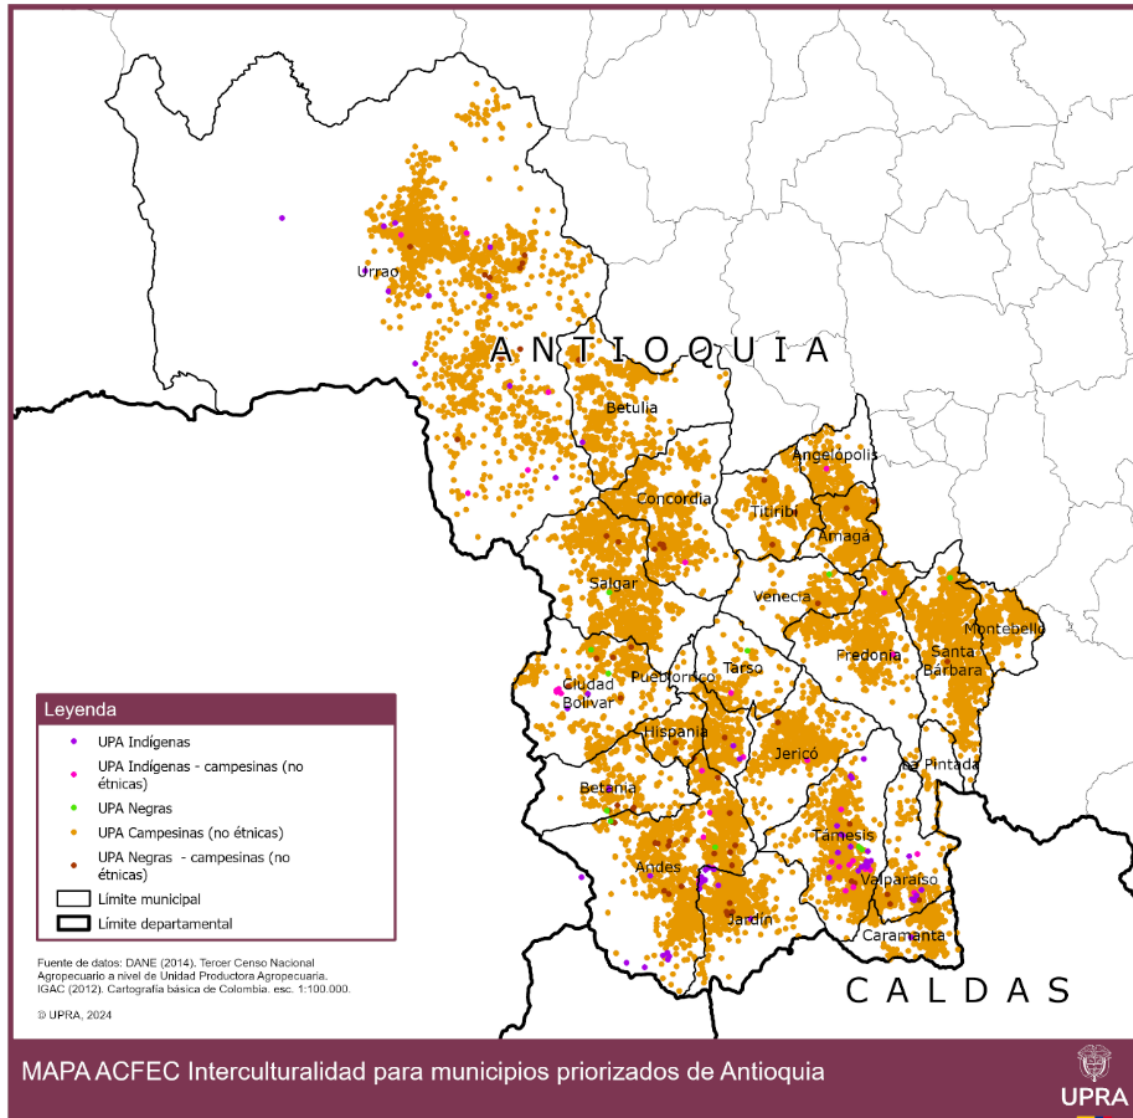 ANTIOQUIA
Urrao
Betulia
Angelópolis
Concordia
Titiribí
Amagá
Salgar
Venecia
Montebello
Fredonia
Santa
Bárbara
Tarso
Pueblorrico
Ciudad
Bolívar
Hispania
Jericó
La Pintada
Betania
Támesis
Andes
Valparaíso
Jardín
Caramanta
CALDAS
Leyenda
UPA Indígenas
UPA Indígenas - campesinas (no
étnicas)
UPA Negras
UPA Campesinas (no étnicas)
UPA Negras - campesinas (no
étnicas)
Límite municipal
Límite departamental
Fuente de datos: DANE (2014). Tercer Censo Nacional
Agropecuario a nivel de Unidad Productora Agropecuaria.
IGAC (2012). Cartografía básica de Colombia. esc. 1:100.000.
© UPRA, 2024
MAPA ACFEC Interculturalidad para municipios priorizados de Antioquia
UPRA